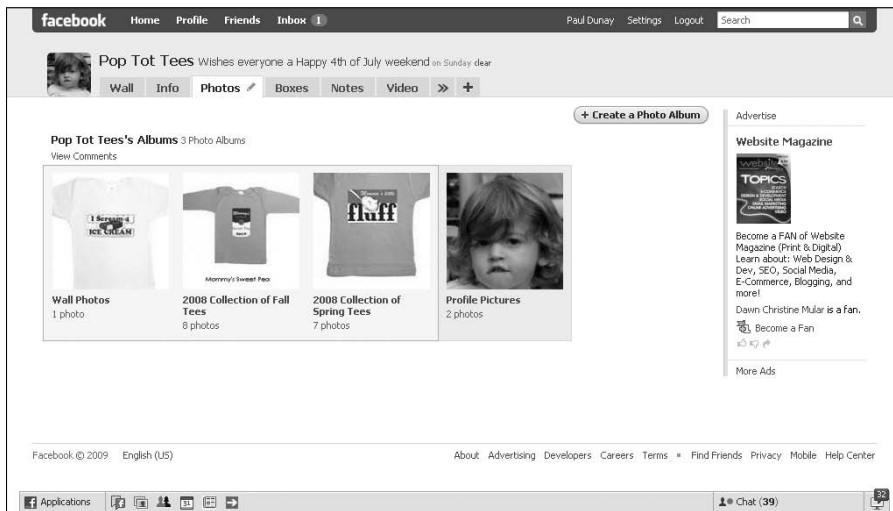 facebook Home Profile Friends Inbox 1 Paul Dunay Settings Logout Search
Pop Tot Tees Wishes everyone a Happy 4th of July weekend on Sunday clear
Wall Info Photos Boxes Notes Video » +
+ Create a Photo Album
Advertise
Pop Tot Tees's Albums 3 Photo Albums
View Comments
I Scream 4
ICE CREAM
Mommy's Sweet Pea
fluff
Wall Photos
1 photo
2008 Collection of Fall
Tees
8 photos
2008 Collection of
Spring Tees
7 photos
Profile Pictures
2 photos
Website Magazine
website
TOPICS
Become a FAN of Website
Magazine (Print & Digital)
Learn about: Web Design &
Dev, SEO, Social Media,
E-Commerce, Blogging, and
more!
Dawn Christine Mular is a fan.
Become a Fan
More Ads
Facebook © 2009 English (US) About Advertising Developers Careers Terms Find Friends Privacy Mobile Help Center
Applications 31 Chat (39) 32